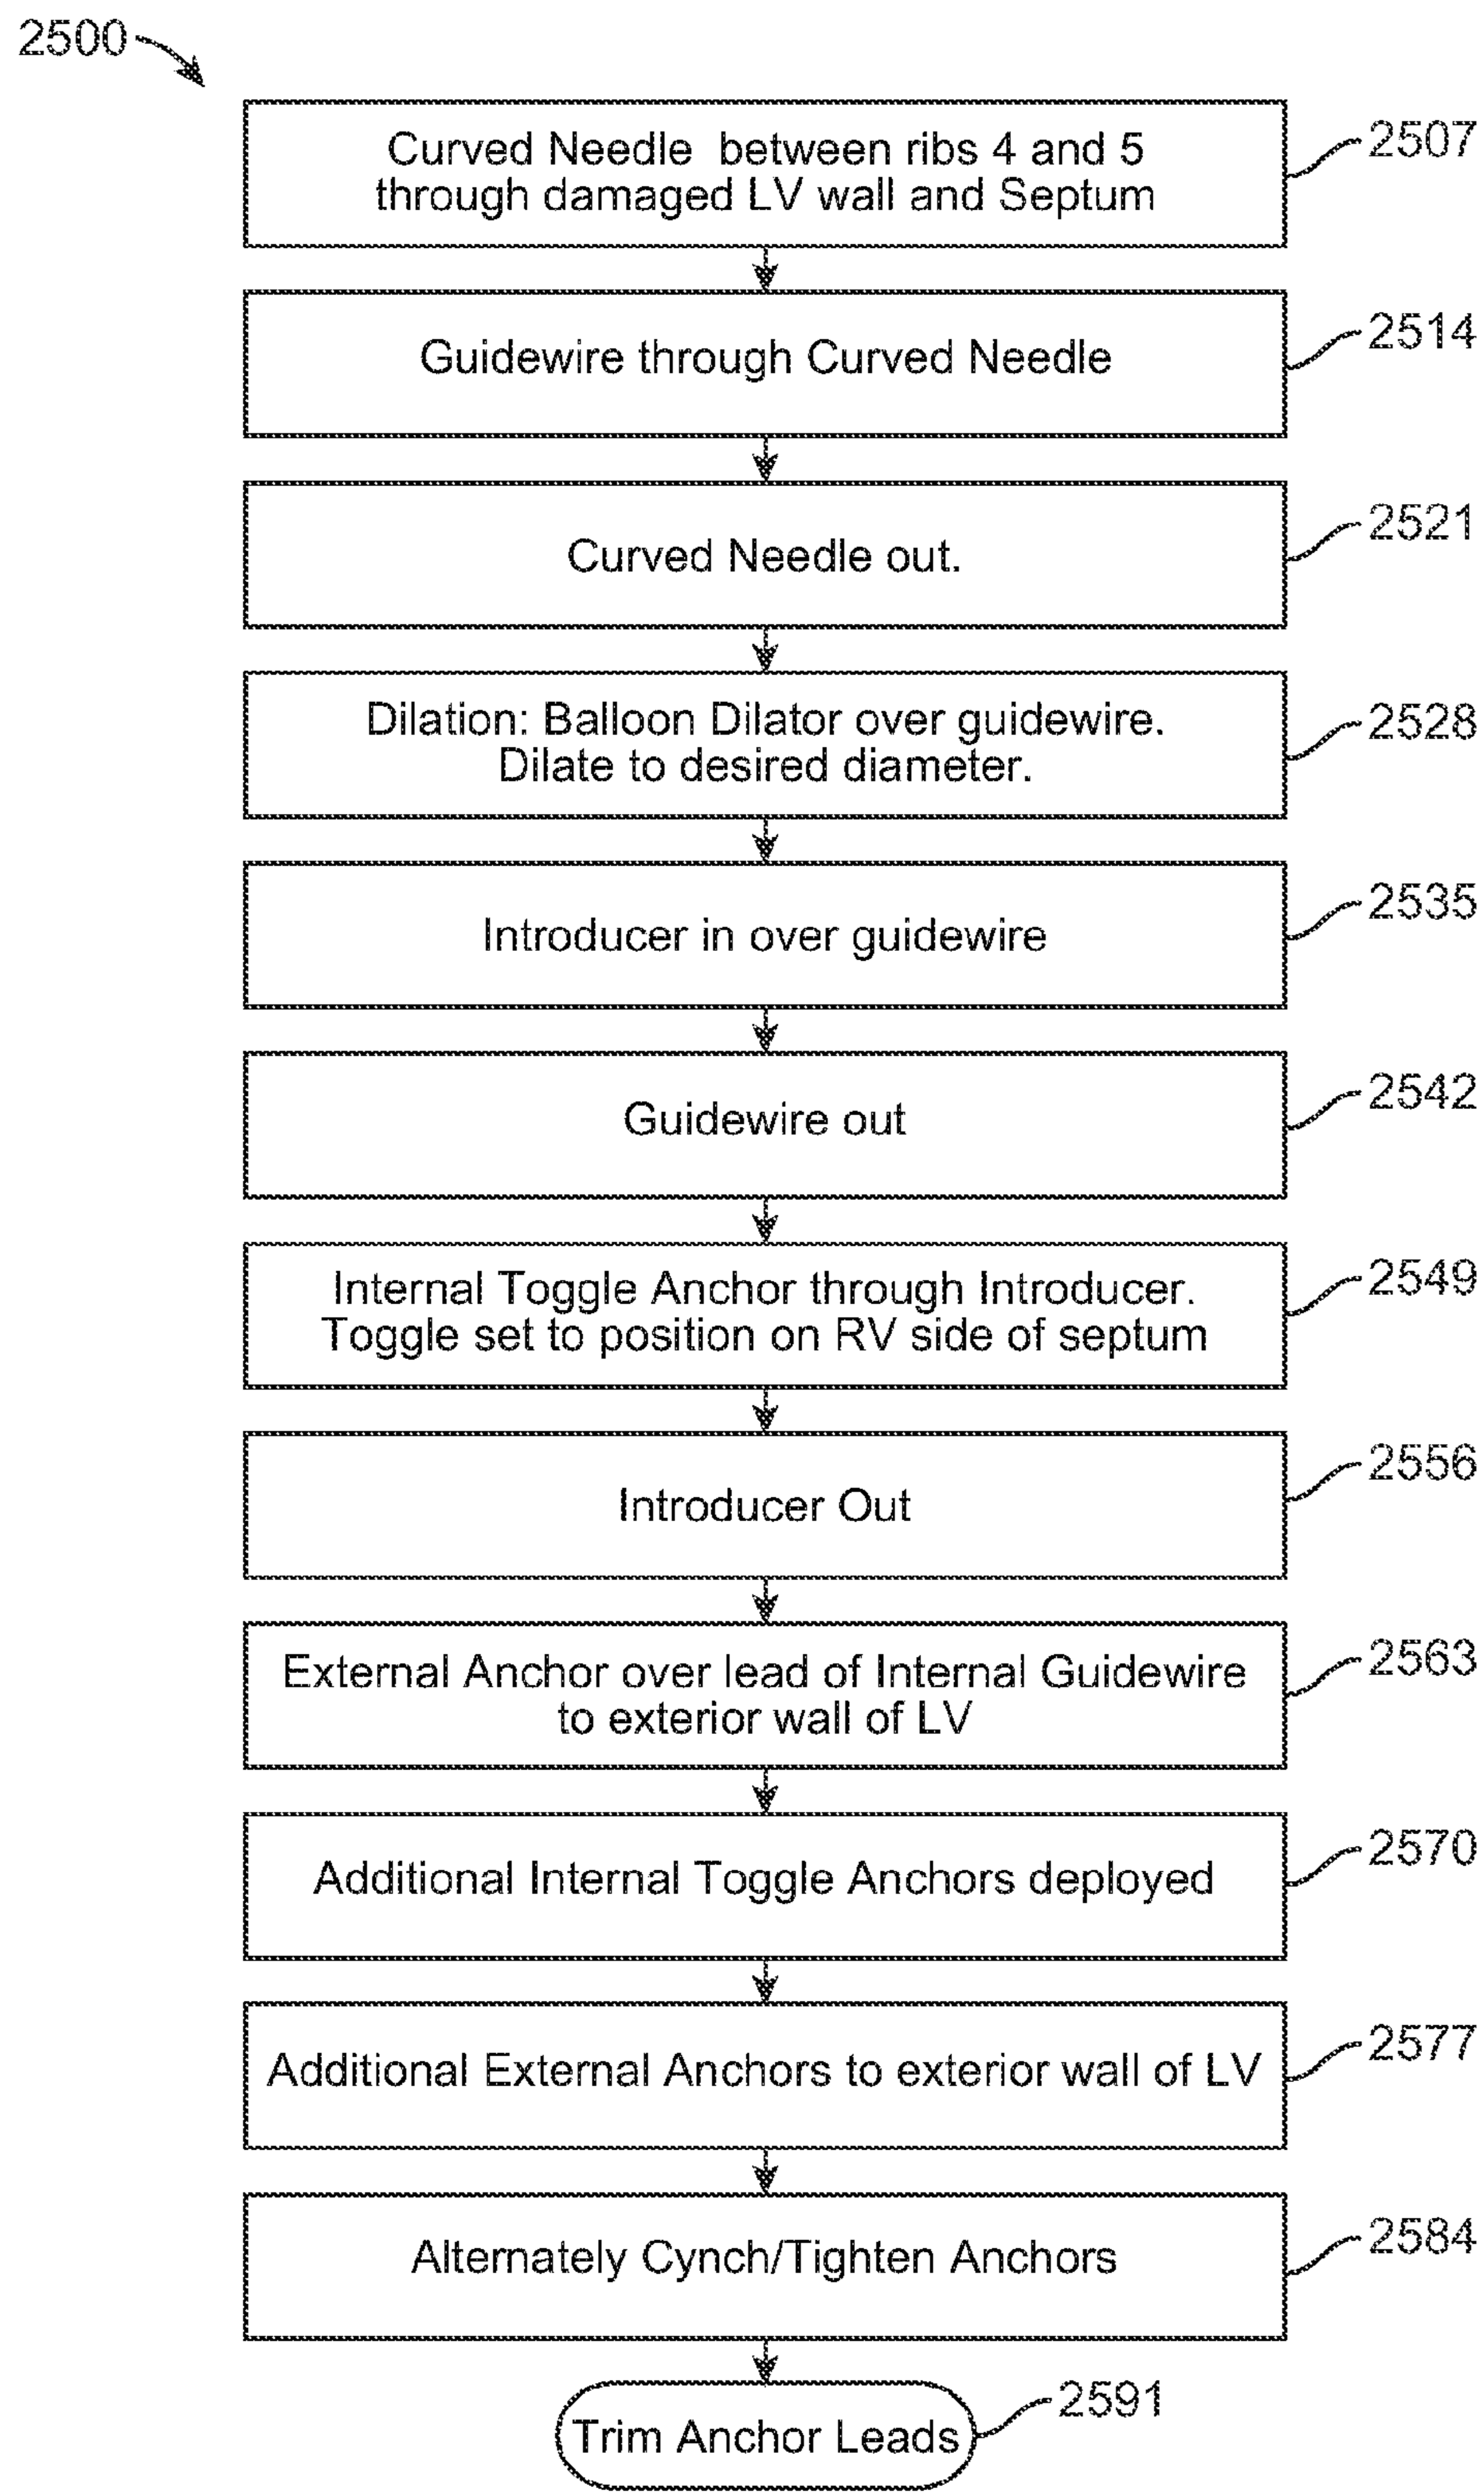 2500
Curved Needle between ribs 4 and 5
through damaged LV wall and Septum
2507
Guidewire through Curved Needle
2514
Curved Needle out.
2521
Dilation: Balloon Dilator over guidewire.
Dilate to desired diameter.
2528
Introducer in over guidewire
2535
Guidewire out
2542
Internal Toggle Anchor through Introducer.
Toggle set to position on RV side of septum
2549
Introducer Out
2556
External Anchor over lead of Internal Guidewire
to exterior wall of LV
2563
Additional Internal Toggle Anchors deployed
2570
Additional External Anchors to exterior wall of LV
2577
Alternately Cynch/Tighten Anchors
2584
Trim Anchor Leads
2591